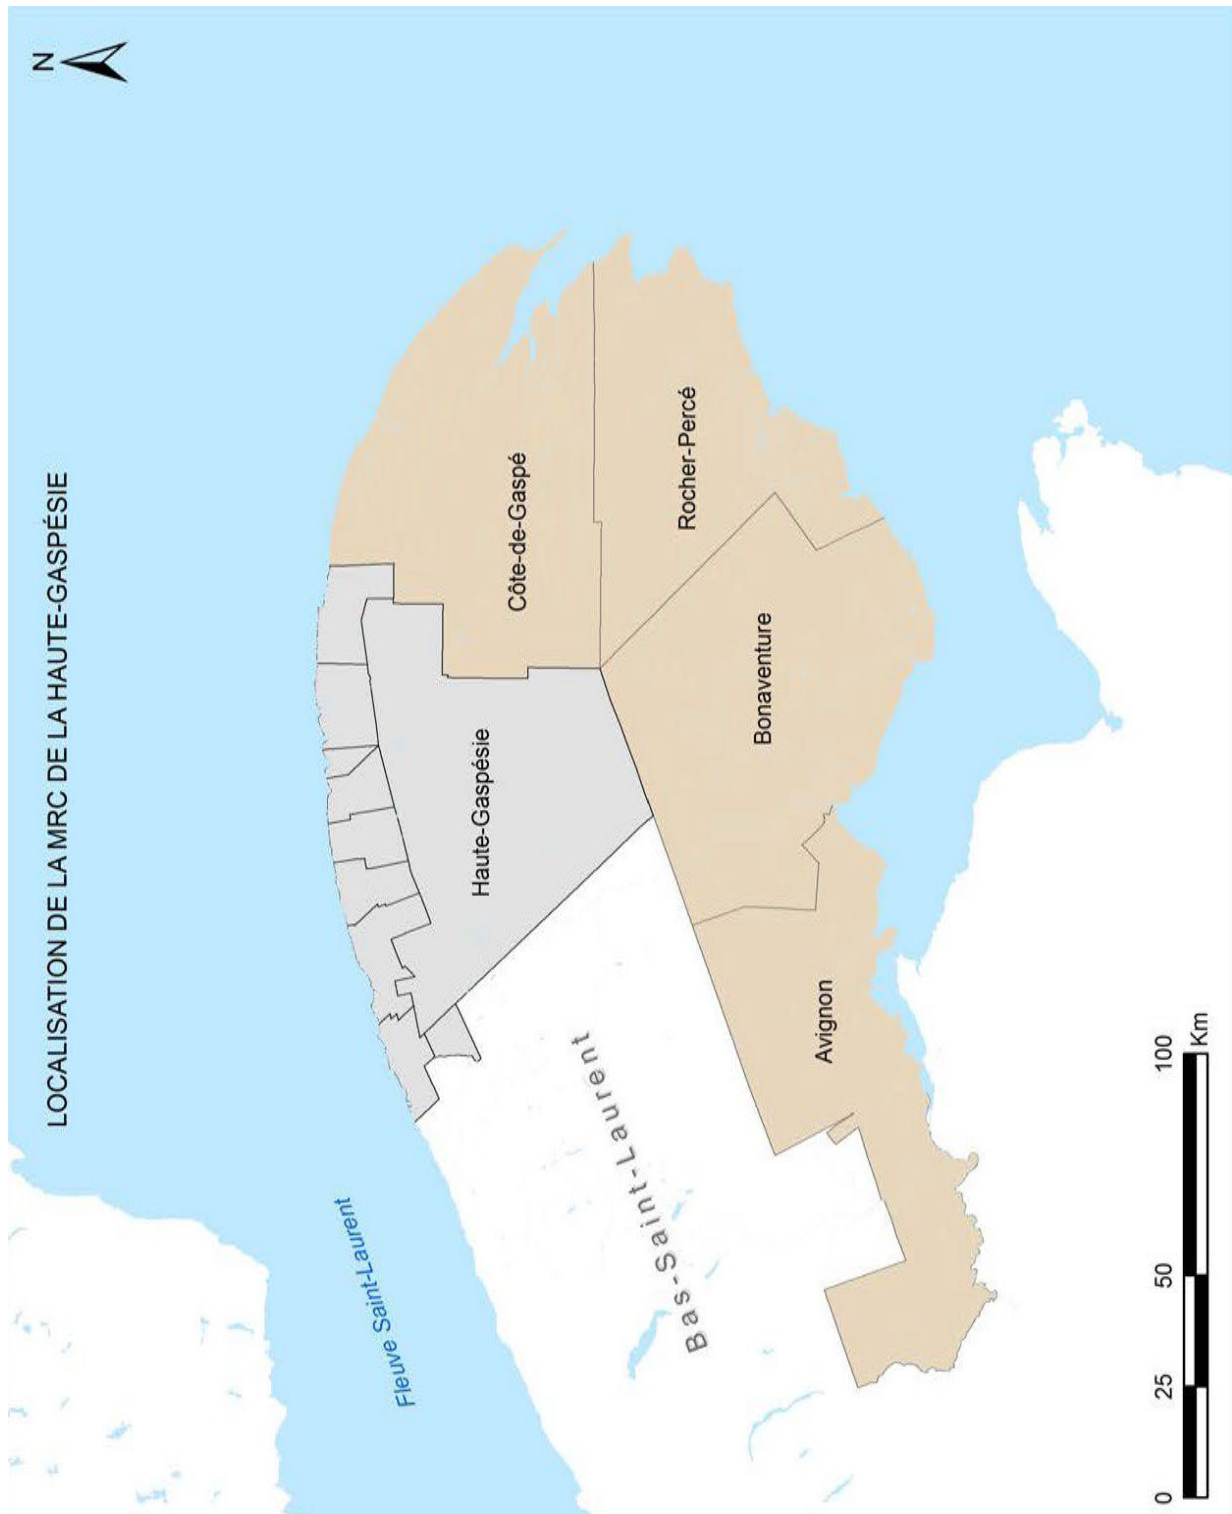 LOCALISATION DE LA MRC DE LA HAUTE-GASPÉSIE
N
Fleuve Saint-Laurent
Haute-Gaspésie
Côte-de-Gaspé
Rocher-Percé
Bonaventure
Avignon
Bas-Saint-Laurent
0 25 50 100
Km